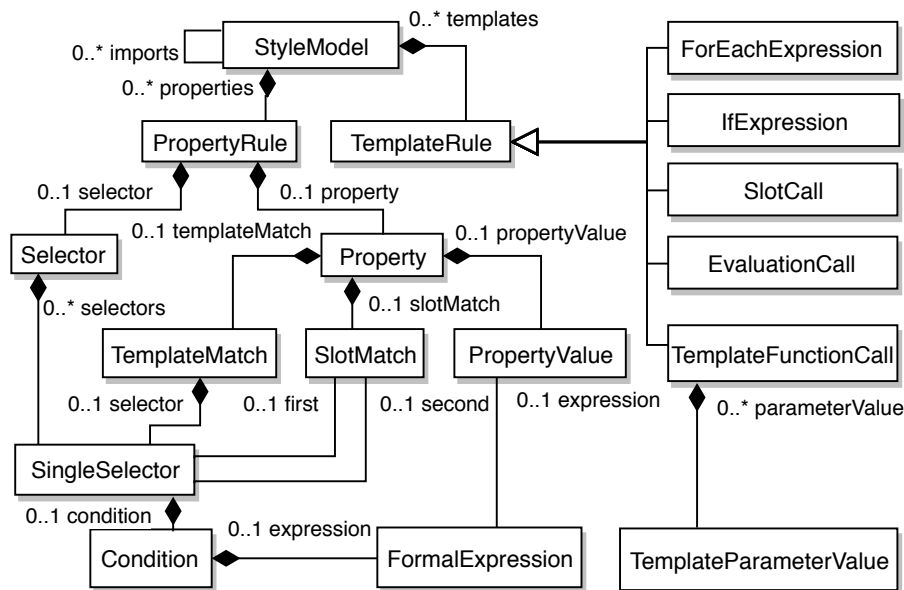 0..* templates
StyleModel
ForEachExpression
0..* imports
0..* properties
IfExpression
PropertyRule
TemplateRule
SlotCall
0..1 selector
0..1 property
0..1 templateMatch
0..1 propertyValue
Selector
Property
EvaluationCall
0..* selectors
0..1 slotMatch
TemplateMatch
SlotMatch
PropertyValue
TemplateFunctionCall
0..1 selector
0..1 first
0..1 second
0..1 expression
0..* parameterValue
SingleSelector
0..1 condition
0..1 expression
Condition
FormalExpression
TemplateParameterValue